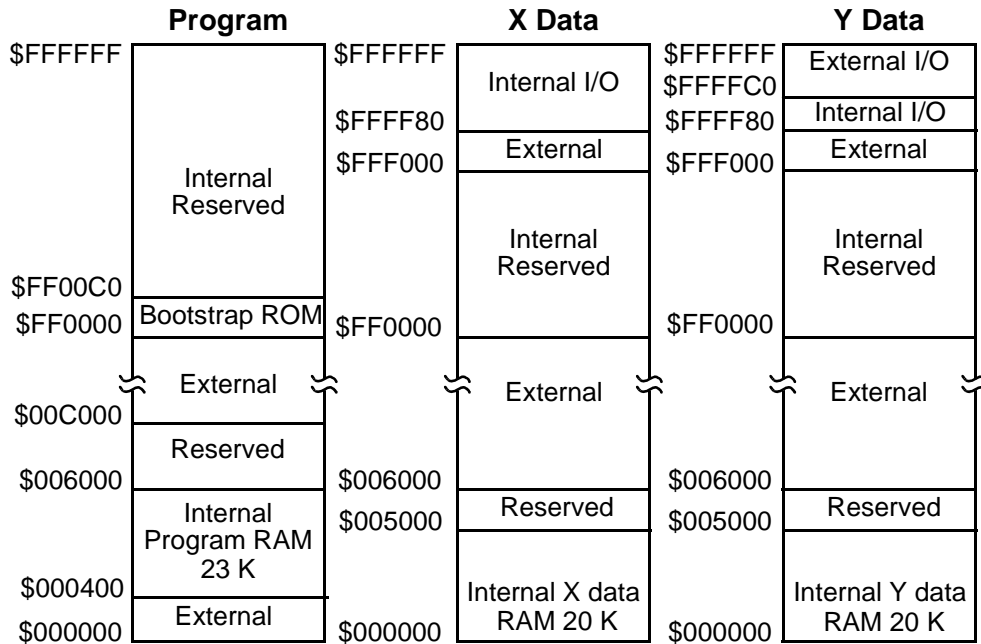 Program
$FFFFFF
Internal
Reserved
$FF00C0
Bootstrap ROM
$FF0000
External
$00C000
Reserved
$006000
Internal
Program RAM
23 K
$000400
External
$000000
X Data
$FFFFFF
Internal I/O
$FFFF80
External
$FFF000
Internal
Reserved
$FF0000
External
$006000
Reserved
$005000
Internal X data
RAM 20 K
$000000
Y Data
$FFFFFF
External I/O
$FFFFC0
Internal I/O
$FFFF80
External
$FFF000
Internal
Reserved
$FF0000
External
$006000
Reserved
$005000
Internal Y data
RAM 20 K
$000000